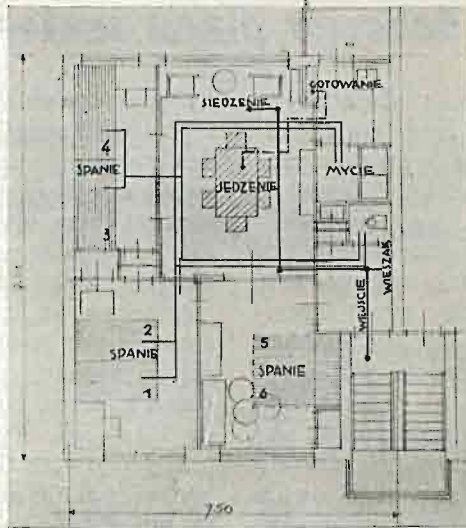 GOTOWANIE
SIEDZENIE
4
SPANIE
MYCIE
JEDZENIE
3
WIESZAK
WEJŚCIE
2
5
SPANIE
SPANIE
1
6
7.50